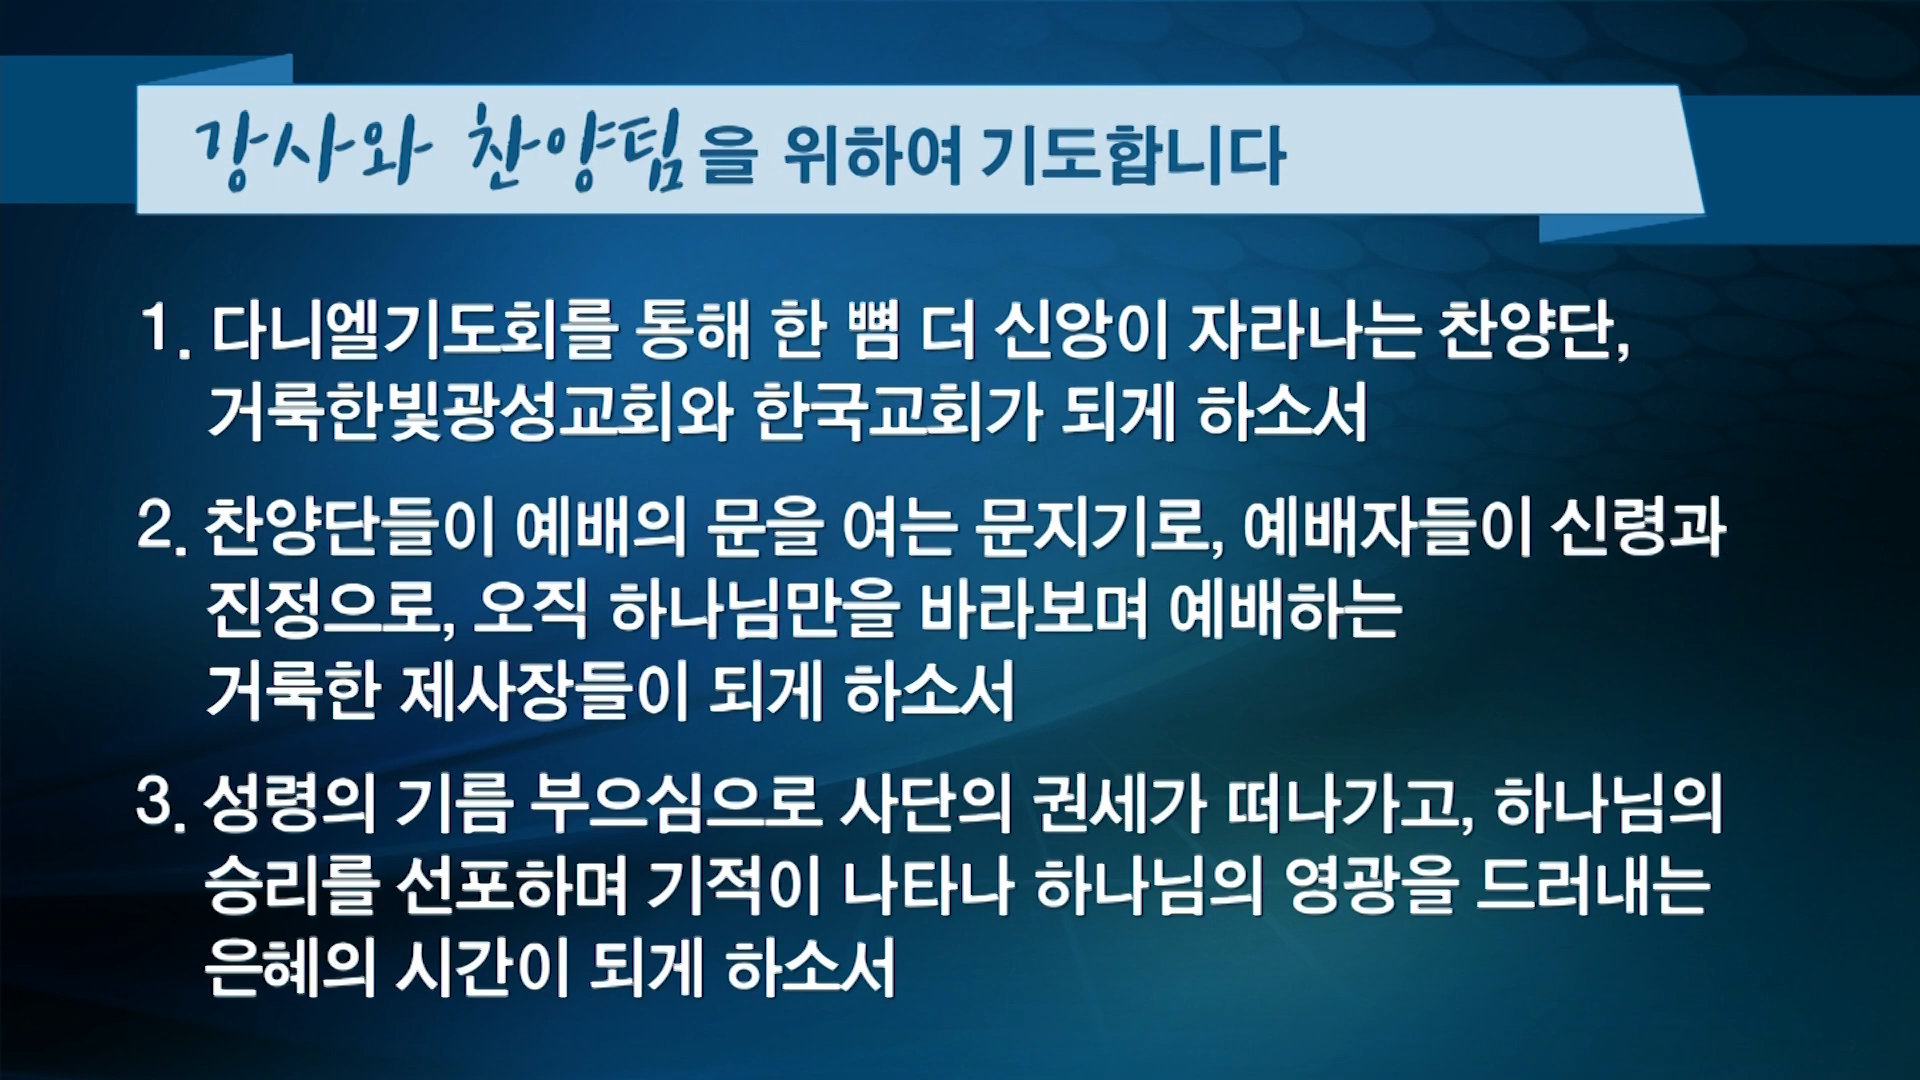 강사와 찬양팀을 위하여 기도합니다
1. 다니엘기도회를 통해 한 뼘 더 신앙이 자라나는 찬양단,
거룩한빛광성교회와 한국교회가 되게 하소서
2. 찬양단들이 예배의 문을 여는 문지기로, 예배자들이 신령과
진정으로, 오직 하나님만을 바라보며 예배하는
거룩한 제사장들이 되게 하소서
3. 성령의 기름 부으심으로 사단의 권세가 떠나가고, 하나님의
승리를 선포하며 기적이 나타나 하나님의 영광을 드러내는
은혜의 시간이 되게 하소서